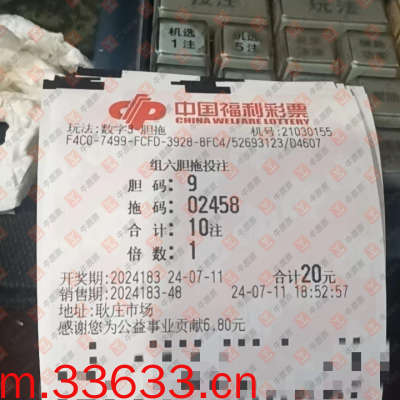 机选
1注
机选
5注
中国福利彩票
CHINA WELFARE LOTTERY
玩法:数字3-胆拖 机号:21030155
F4C0-7499-FCFD-3928-8FC4/52693123/D4607
组六胆拖投注
胆 码: 9
拖 码: 02458
合 计: 10注
倍 数: 1
开奖期:2024183 24-07-11 合计20元
销售期:2024183-48 24-07-11 18:52:57
地址:耿庄市场
感谢您为公益事业贡献6.80元
m.33633.cn